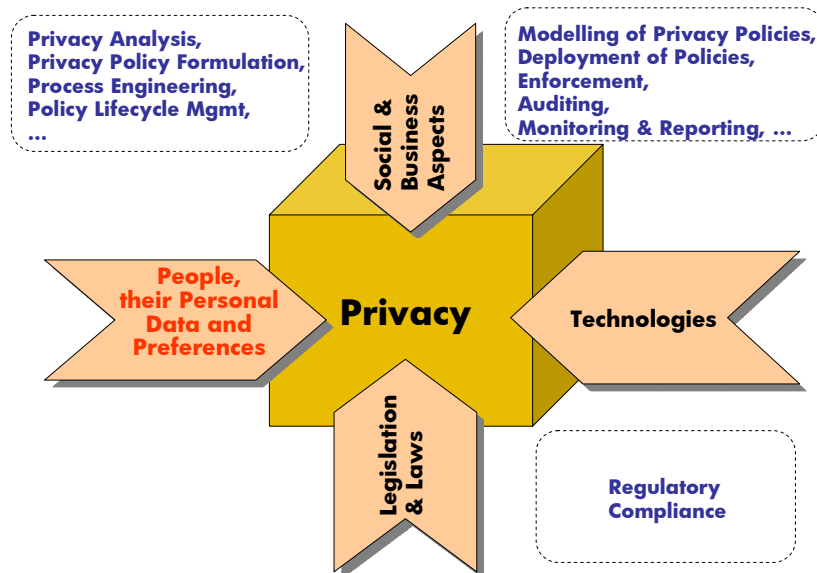 Privacy Analysis,
Privacy Policy Formulation,
Process Engineering,
Policy Lifecycle Mgmt,
...
Modelling of Privacy Policies,
Deployment of Policies,
Enforcement,
Auditing,
Monitoring & Reporting, ...
Social &
Business
Aspects
People,
their Personal
Data and
Preferences
Privacy
Technologies
Legislation
& Laws
Regulatory
Compliance